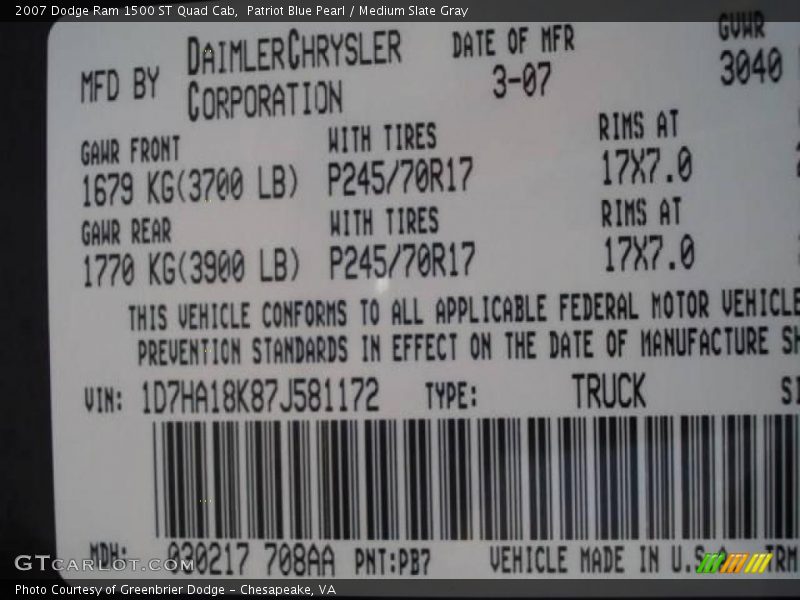 2007 Dodge Ram 1500 ST Quad Cab,  Patriot Blue Pearl / Medium Slate Gray
MFD BY DAIMLERCHRYSLER CORPORATION DATE OF MFR 3-07 GVWR 3040
GAWR FRONT WITH TIRES RIMS AT
1679 KG(3700 LB) P245/70R17 17X7.0
GAWR REAR WITH TIRES RIMS AT
1770 KG(3900 LB) P245/70R17 17X7.0
THIS VEHICLE CONFORMS TO ALL APPLICABLE FEDERAL MOTOR VEHICLE
PREVENTION STANDARDS IN EFFECT ON THE DATE OF MANUFACTURE SH
VIN: 1D7HA18K87J581172 TYPE: TRUCK SI
MDH: 030217 708AA PNT:PB7 VEHICLE MADE IN U.S.A. TRM
GTCARLOT.COM
Photo Courtesy of Greenbrier Dodge - Chesapeake, VA